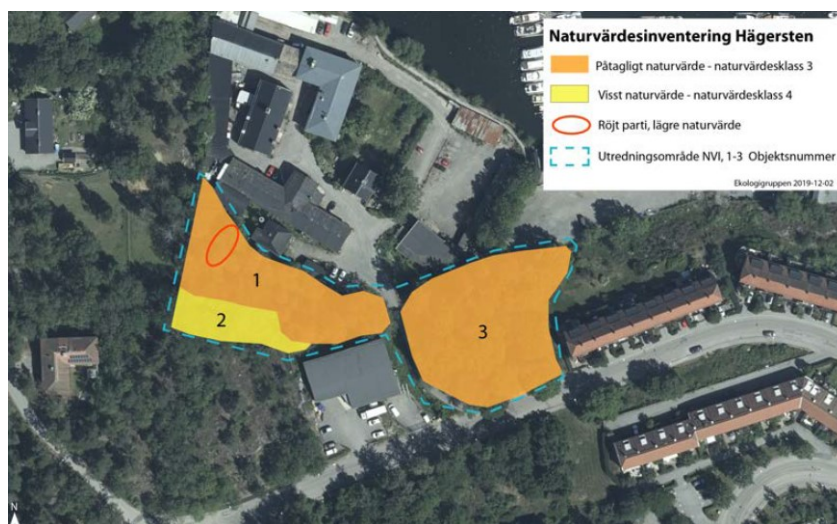 Naturvärdesinventering Hägersten
Påtagligt naturvärde - naturvärdesklass 3
Visst naturvärde - naturvärdesklass 4
Röjt parti, lägre naturvärde
Utredningsområde NVI, 1-3 Objektsnummer
Ekologigruppen 2019-12-02
1
2
3
N